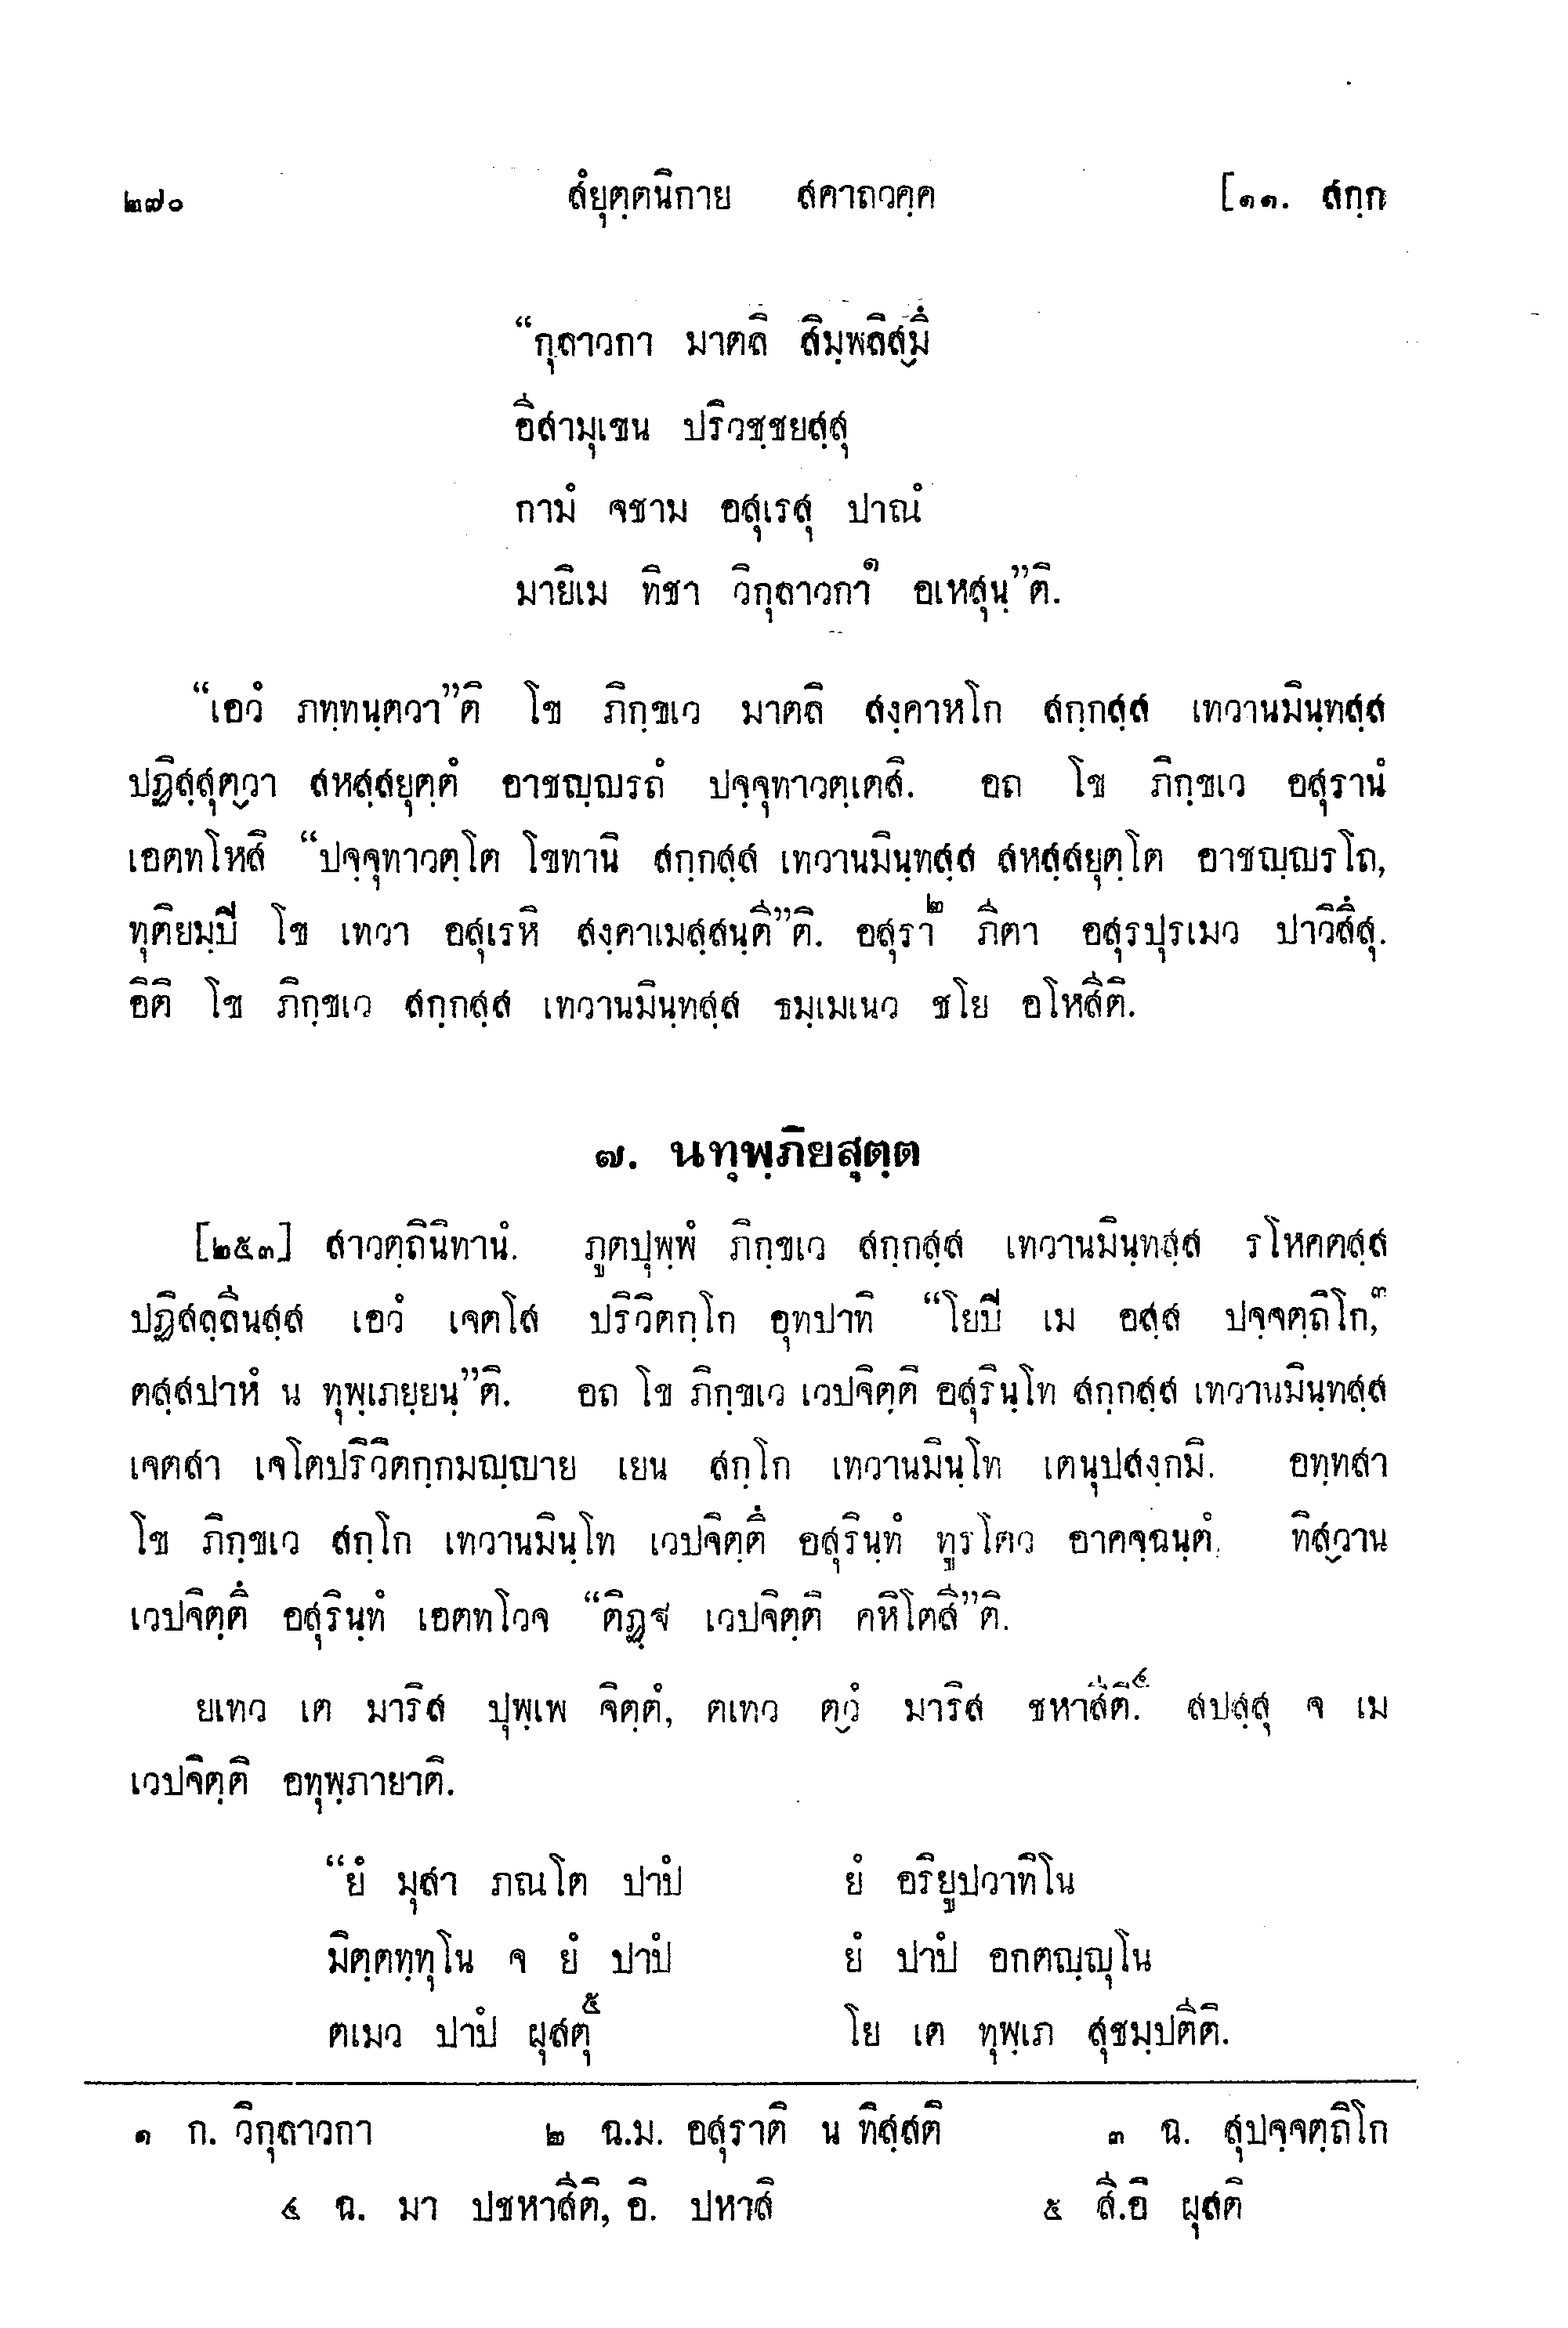 ๒๗๐ สํยุตฺตนิกาย สคาถวคฺค [๑๑. สกฺก
“กุลาวกา มาตลิ สิมฺพลิสฺมึ
อีสามุเขน ปริวชฺชยสฺสุ
กามํ จชาม อสุเรสุ ปาณํ
มายิเม ทิชา วิกุลาวกา๑ อเหสุนฺ”ติ.
“เอวํ ภทฺทนฺตวา”ติ โข ภิกฺขเว มาตลิ สงฺคาหโก สกฺกสฺส เทวานมินฺทสฺส
ปฏิสฺสุตฺวา สหสฺสยุตฺตํ อาชญฺญรถํ ปจฺจุทาวตฺเตสิ. อถ โข ภิกฺขเว อสุรานํ
เอตทโหสิ “ปจฺจุทาวตฺโต โขทานิ สกฺกสฺส เทวานมินฺทสฺส สหสฺสยุตฺโต อาชญฺญรโถ,
ทุติยมฺปี โข เทวา อสุเรหิ สงฺคาเมสฺสนฺตี”ติ. อสุรา๒ ภีตา อสุรปุรเมว ปาวิสึสุ.
อิติ โข ภิกฺขเว สกฺกสฺส เทวานมินฺทสฺส ธมฺเมเนว ชโย อโหสีติ.
๗. นทุพฺภิยสุตฺต
[๒๕๓] สาวตฺถินิทานํ. ภูตปุพฺพํ ภิกฺขเว สกฺกสฺส เทวานมินฺทสฺส รโหคตสฺส
ปฏิสลฺลีนสฺส เอวํ เจตโส ปริวิตกฺโก อุทปาทิ “โยปี เม อสฺส ปจฺจตฺถิโก,๓
ตสฺสปาหํ น ทุพฺเภยฺยนฺ”ติ. อถ โข ภิกฺขเว เวปจิตฺติ อสุรินฺโท สกฺกสฺส เทวานมินฺทสฺส
เจตสา เจโตปริวิตกฺกมญฺญาย เยน สกฺโก เทวานมินฺโท เตนุปสงฺกมิ. อทฺทสา
โข ภิกฺขเว สกฺโก เทวานมินฺโท เวปจิตฺตึ อสุรินฺทํ ทูรโตว อาคจฺฉนฺตํ. ทิสฺวาน
เวปจิตฺตึ อสุรินฺทํ เอตทโวจ “ติฏฺฐ เวปจิตฺติ คหิโตสี”ติ.
ยเทว เต มาริส ปุพฺเพ จิตฺตํ, ตเทว ตฺวํ มาริส ชหาสีติ.๔ สปสฺสุ จ เม
เวปจิตฺติ อทุพฺภายาติ.
“ยํ มุสา ภณโต ปาปํ ยํ อริยูปวาทิโน
มิตฺตทฺทุโน จ ยํ ปาปํ ยํ ปาปํ อกตญฺญุโน
ตเมว ปาปํ ผุสตุ๕ โย เต ทุพฺเภ สุชมฺปตีติ.
๑ ก. วิกุลาวกา ๒ ฉ.ม. อสุราติ น ทิสฺสติ ๓ ฉ. สุปจฺจตฺถิโก
๔ ฉ. มา ปชหาสีติ, อิ. ปหาสิ ๕ สี.อิ ผุสติ